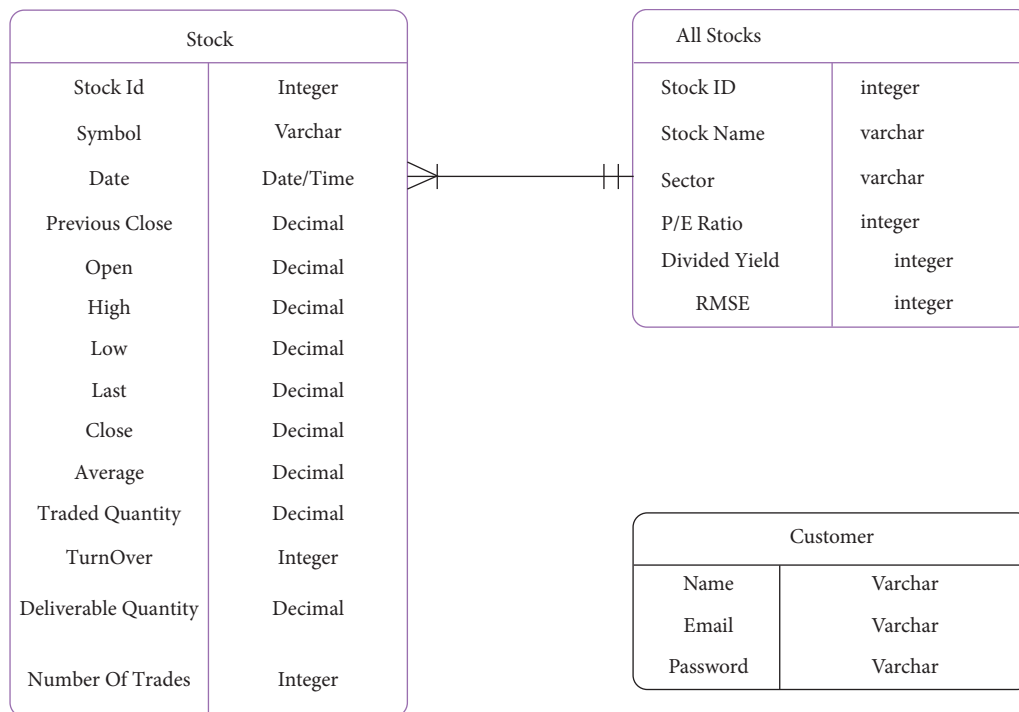 Stock
Stock Id Integer
Symbol Varchar
Date Date/Time
Previous Close Decimal
Open Decimal
High Decimal
Low Decimal
Last Decimal
Close Decimal
Average Decimal
Traded Quantity Decimal
TurnOver Integer
Deliverable Quantity Decimal
Number Of Trades Integer
All Stocks
Stock ID integer
Stock Name varchar
Sector varchar
P/E Ratio integer
Divided Yield integer
RMSE integer
Customer
Name Varchar
Email Varchar
Password Varchar